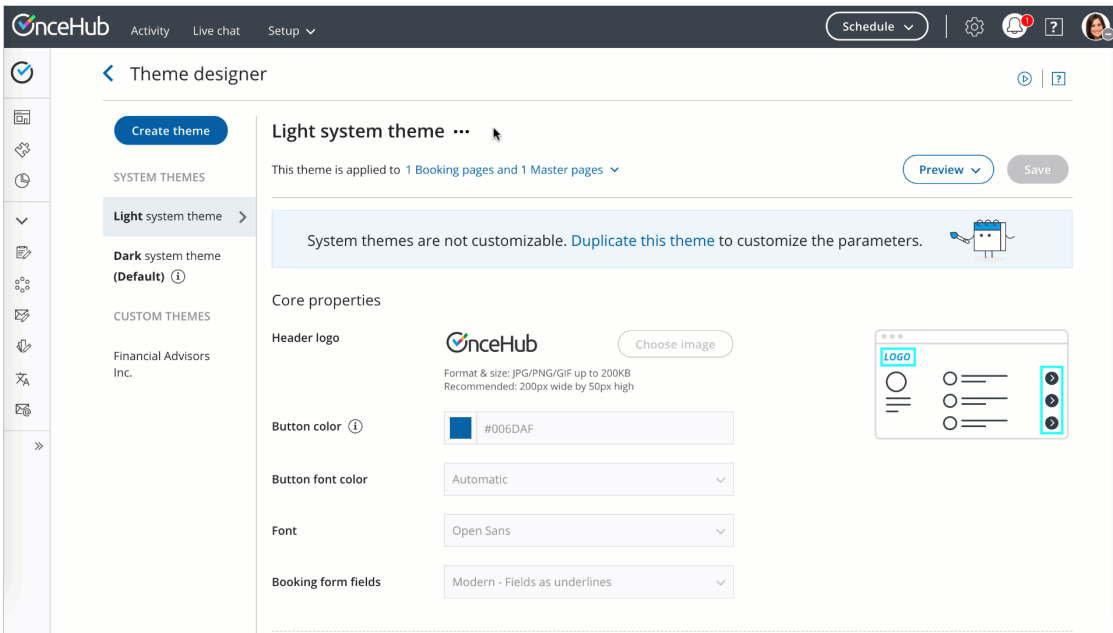 OnceHub Activity Live chat Setup Schedule 1 ?
Theme designer ?
Create theme
Light system theme ...
This theme is applied to 1 Booking pages and 1 Master pages
Preview
Save
SYSTEM THEMES
Light system theme
Dark system theme
(Default) i
CUSTOM THEMES
Financial Advisors
Inc.
System themes are not customizable. Duplicate this theme to customize the parameters.
Core properties
Header logo
OnceHub
Choose image
Format & size: JPG/PNG/GIF up to 200KB
Recommended: 200px wide by 50px high
LOGO
Button color i
#006DAF
Button font color
Automatic
Font
Open Sans
Booking form fields
Modern - Fields as underlines